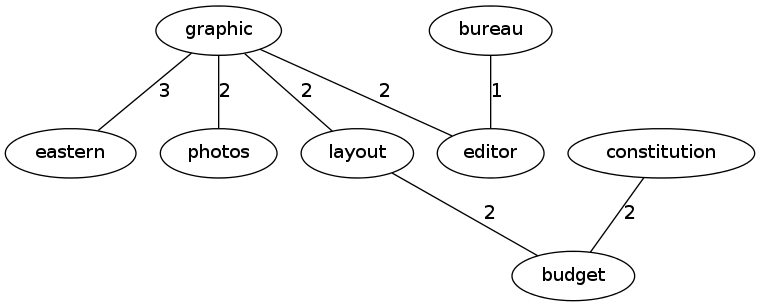 graphic bureau
3 2 2 2 1
eastern photos layout editor constitution
2 2
budget